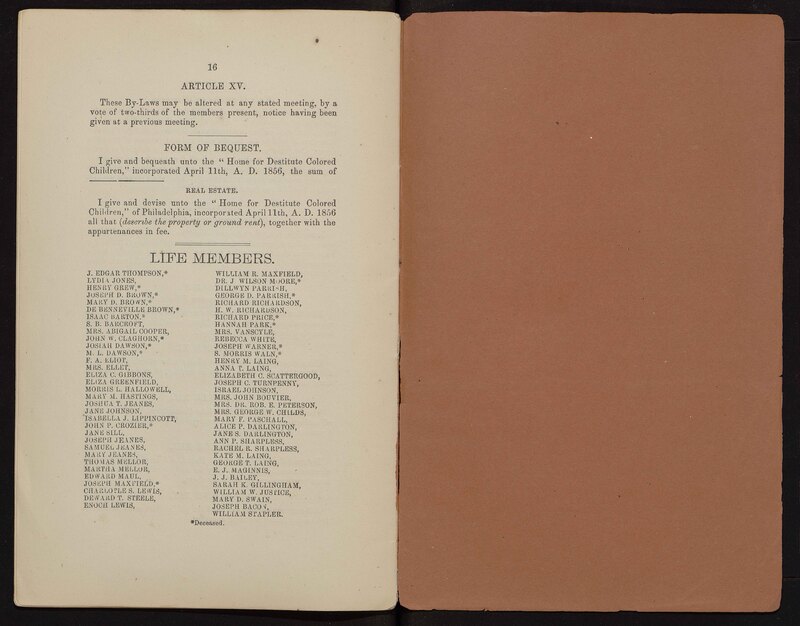 16
ARTICLE XV.
These By-Laws may be altered at any stated meeting, by a
vote of two-thirds of the members present, notice having been
given at a previous meeting.
FORM OF BEQUEST.
I give and bequeath unto the "Home for Destitute Colored
Children," incorporated April 11th, A. D. 1856, the sum of
REAL ESTATE.
I give and devise unto the "Home for Destitute Colored
Children," of Philadelphia, incorporated April 11th, A. D. 1856
all that (describe the property or ground rent), together with the
appurtenances in fee.
LIFE MEMBERS.
J. EDGAR THOMPSON,*
LYDIA JONES,
HENRY GREW,*
JOSEPH D. BROWN,*
MARY D. BROWN,*
DE BENNEVILLE BROWN,*
ISAAC BARTON,*
S. B. BARCROFT,
MRS. ABIGAIL COOPER,
JOHN W. CLAGHORN,*
JOSIAH DAWSON,*
M. L. DAWSON,*
F. A. ELIOT,
MRS. ELLET,
ELIZA C. GIBBONS,
ELIZA GREENFIELD,
MORRIS L. HALLOWELL,
MARY M. HASTINGS,
JOSHUA T. JEANES,
JANE JOHNSON,
ISABELLA J. LIPPINCOTT,
JOHN P. CROZIER,*
JANE SILL,
JOSEPH JEANES,
SAMUEL JEANES,
MARY JEANES,
THOMAS MELLOR,
MARTHA MELLOR,
EDWARD MAUL,
JOSEPH MAXFIELD,*
CHARLOTLE S. LEWIS,
DEWARD T. STEELE,
ENOCH LEWIS,
WILLIAM R. MAXFIELD,
DR. J WILSON MOORE,*
DILLWYN PARRISH,
GEORGE D. PARRISH,*
RICHARD RICHARDSON,
H. W. RICHARDSON,
RICHARD PRICE,*
HANNAH PARK,*
MRS. VANSCYLE,
REBECCA WHITE,
JOSEPH WARNER,*
S. MORRIS WALN,*
HENRY M. LAING,
ANNA T. LAING,
ELIZABETH C. SCATTERGOOD,
JOSEPH C. TURNPENNY,
ISRAEL JOHNSON,
MRS. JOHN BOUVIER,
MRS. DR. ROB. E. PETERSON,
MRS. GEORGE W. CHILDS,
MARY F. PASCHALL,
ALICE P. DARLINGTON,
JANE S. DARLINGTON,
ANN P. SHARPLESS,
RACHEL R. SHARPLESS,
KATE M. LAING,
GEORGE T. LAING,
E. J. MAGINNIS,
J. J. BAILEY,
SARAH K. GILLINGHAM,
WILLIAM W. JUSTICE,
MARY D. SWAIN,
JOSEPH BACON,
WILLIAM STAPLER.
*Deceased.